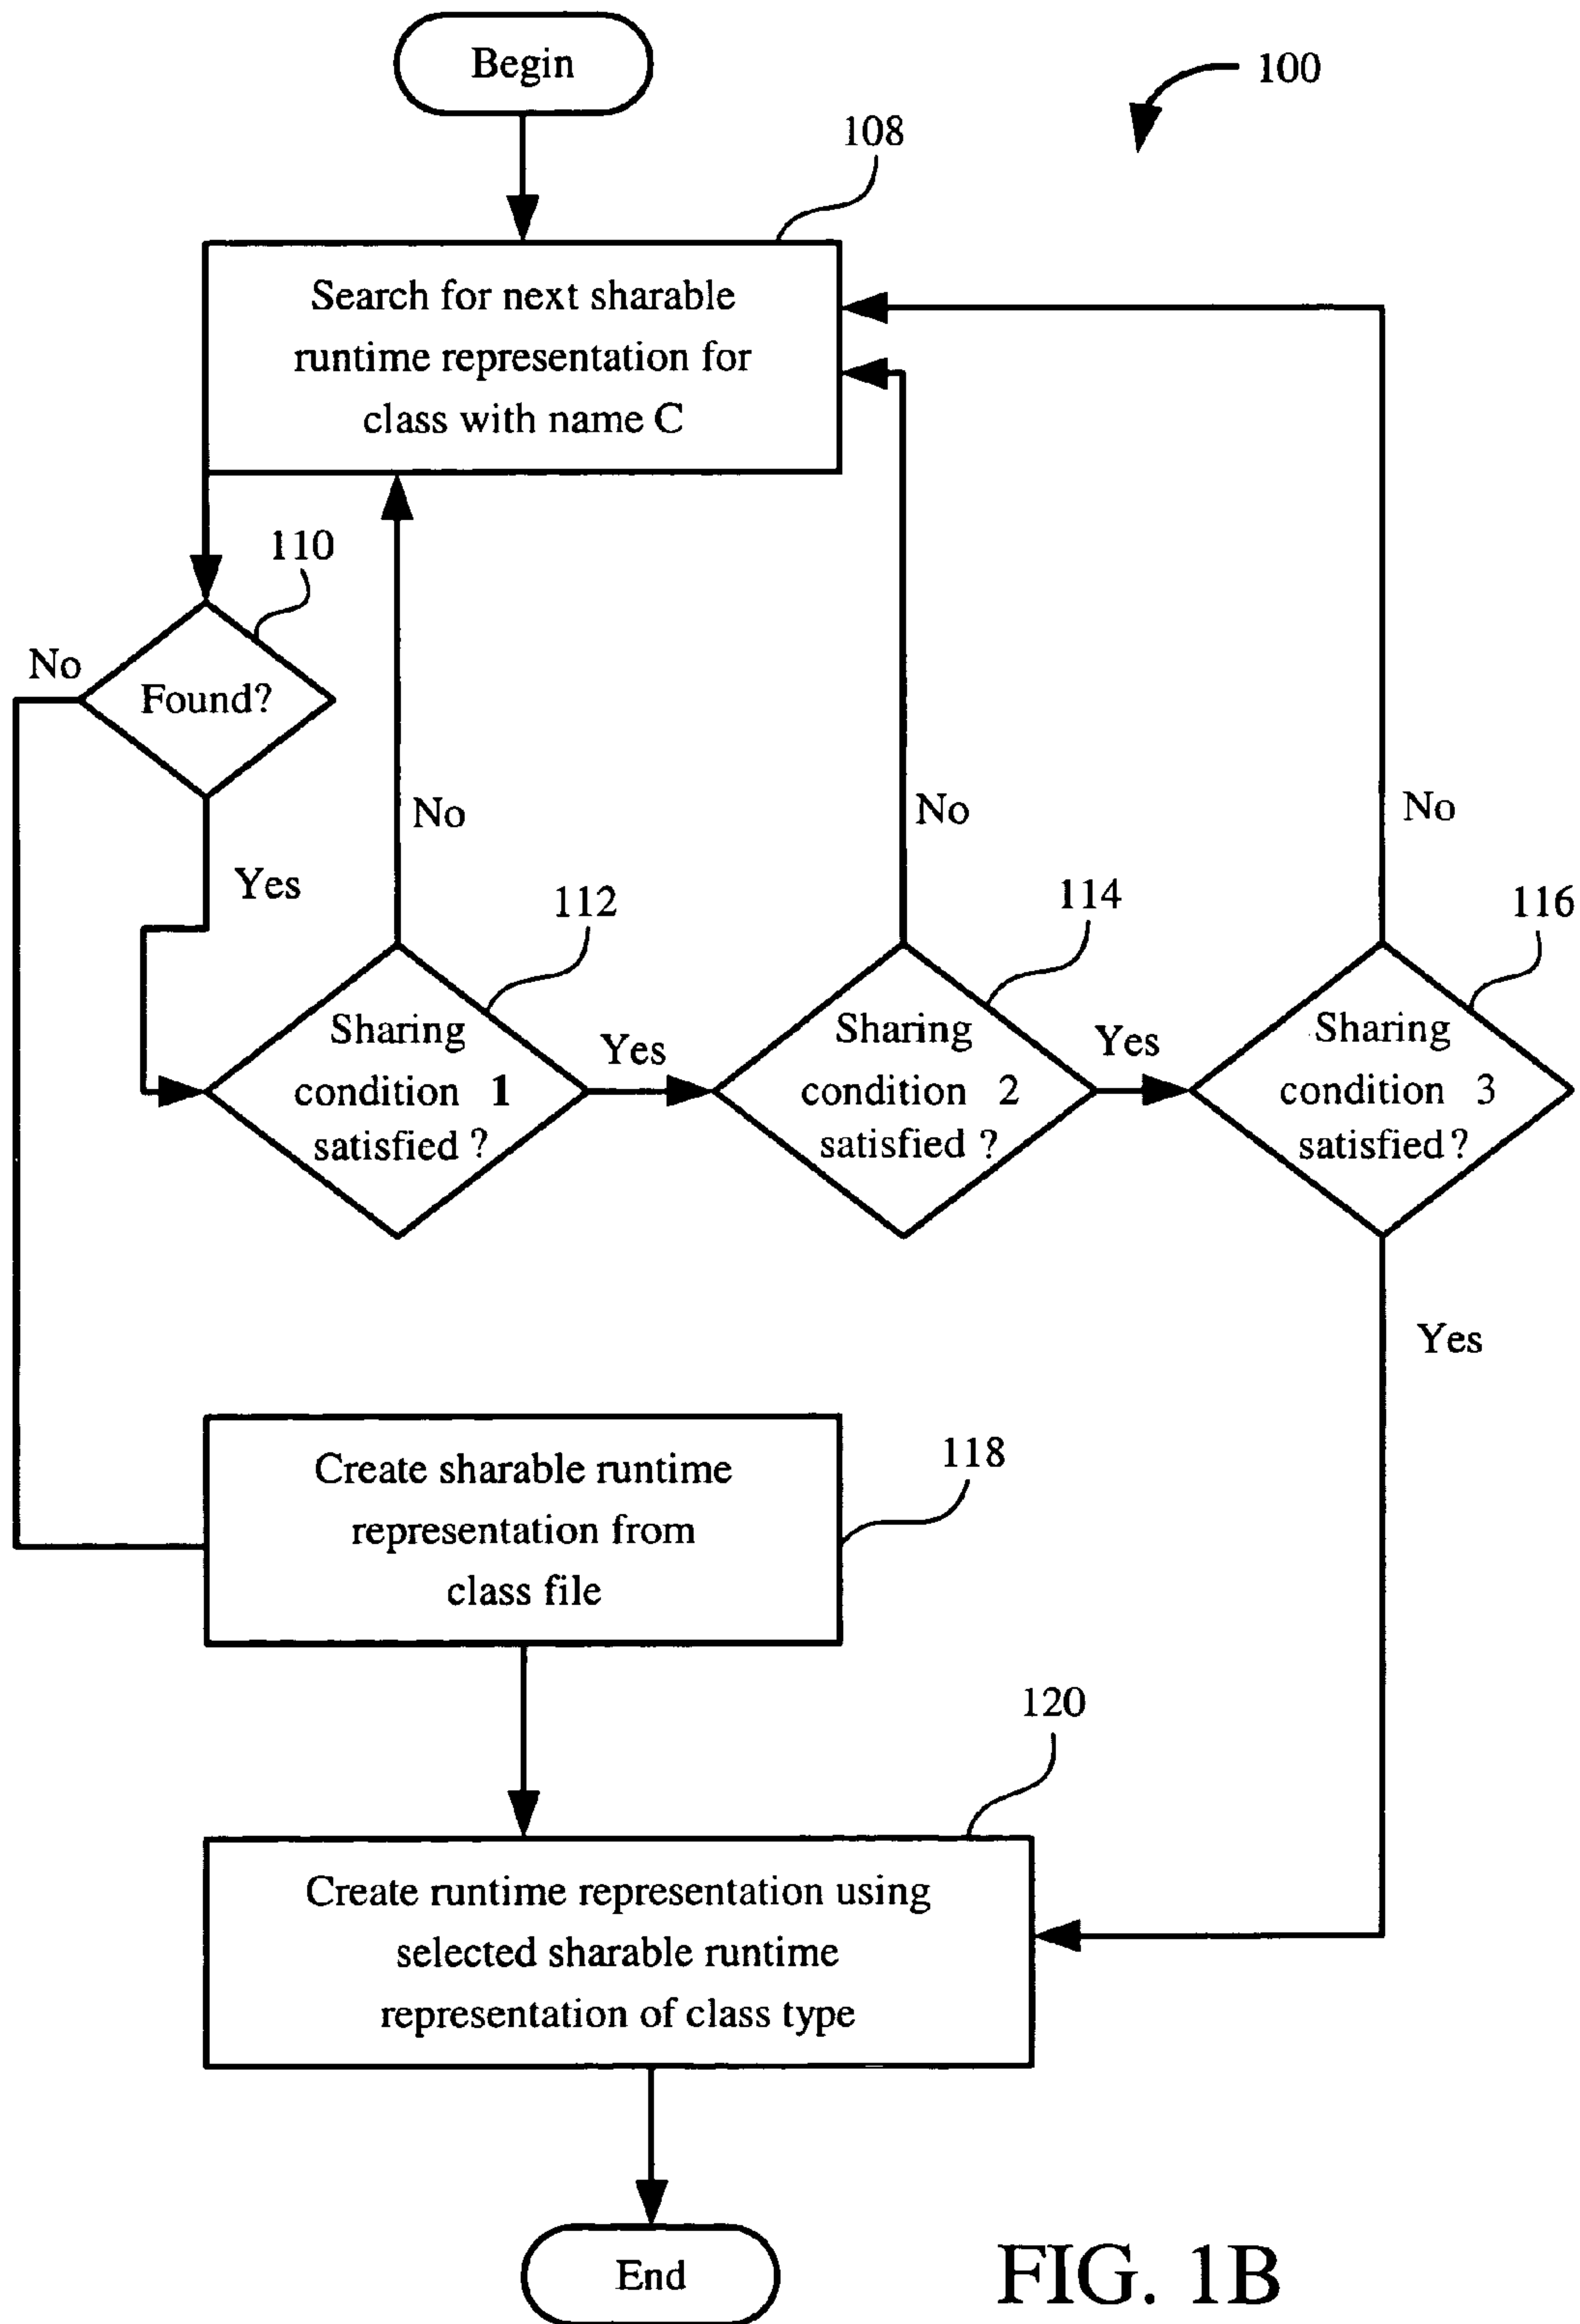 Begin
100
108
Search for next sharable
runtime representation for
class with name C
110
No
Found?
No
No
No
Yes
112
114
116
Sharing
condition 1
satisfied ?
Yes
Sharing
condition 2
satisfied ?
Yes
Sharing
condition 3
satisfied ?
Yes
Create sharable runtime
representation from
class file
118
120
Create runtime representation using
selected sharable runtime
representation of class type
End
FIG. 1B